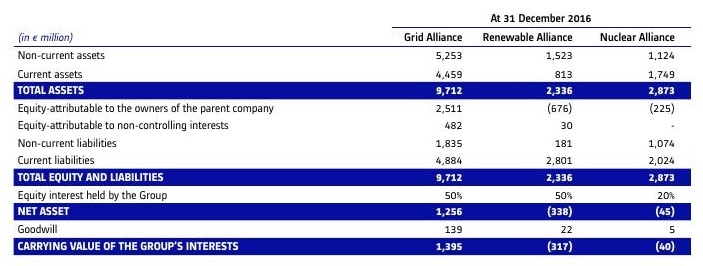 At 31 December 2016
(in € million) Grid Alliance Renewable Alliance Nuclear Alliance
Non-current assets 5,253 1,523 1,124
Current assets 4,459 813 1,749
TOTAL ASSETS 9,712 2,336 2,873
Equity-attributable to the owners of the parent company 2,511 (676) (225)
Equity-attributable to non-controlling interests 482 30 -
Non-current liabilities 1,835 181 1,074
Current liabilities 4,884 2,801 2,024
TOTAL EQUITY AND LIABILITIES 9,712 2,336 2,873
Equity interest held by the Group 50% 50% 20%
NET ASSET 1,256 (338) (45)
Goodwill 139 22 5
CARRYING VALUE OF THE GROUP'S INTERESTS 1,395 (317) (40)